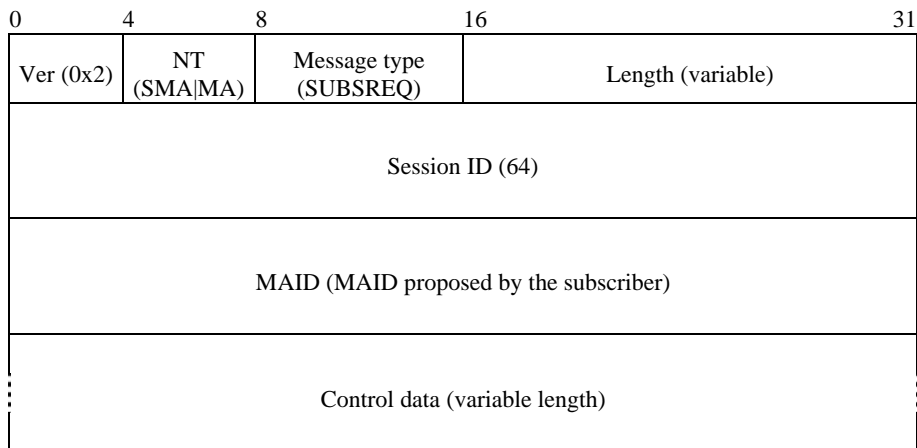 0 4 8 16 31
Ver (0x2)
NT
(SMA|MA)
Message type
(SUBSREQ)
Length (variable)
Session ID (64)
MAID (MAID proposed by the subscriber)
Control data (variable length)